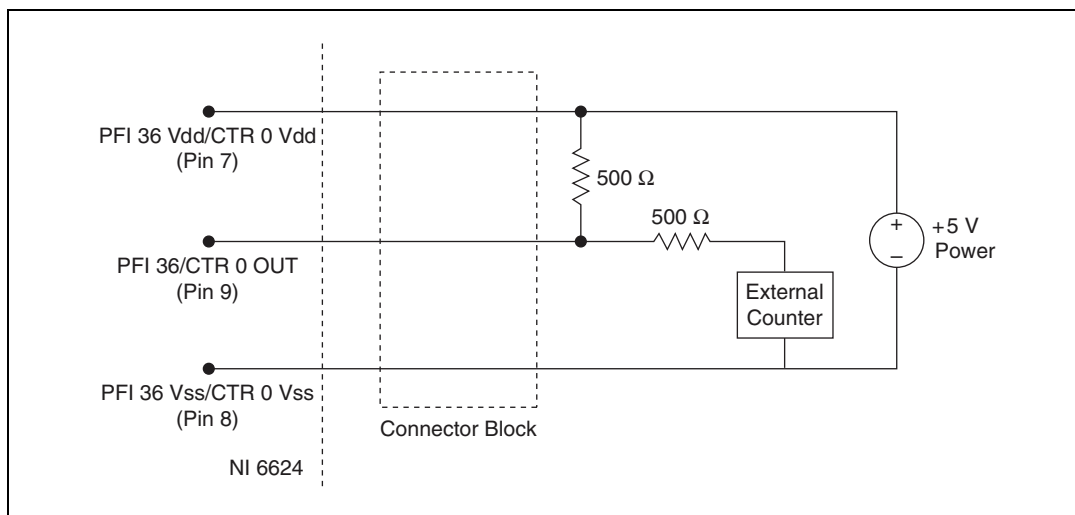 PFI 36 Vdd/CTR 0 Vdd
(Pin 7)
500 Ω
500 Ω
+
+5 V
Power
–
PFI 36/CTR 0 OUT
(Pin 9)
External
Counter
PFI 36 Vss/CTR 0 Vss
(Pin 8)
Connector Block
NI 6624